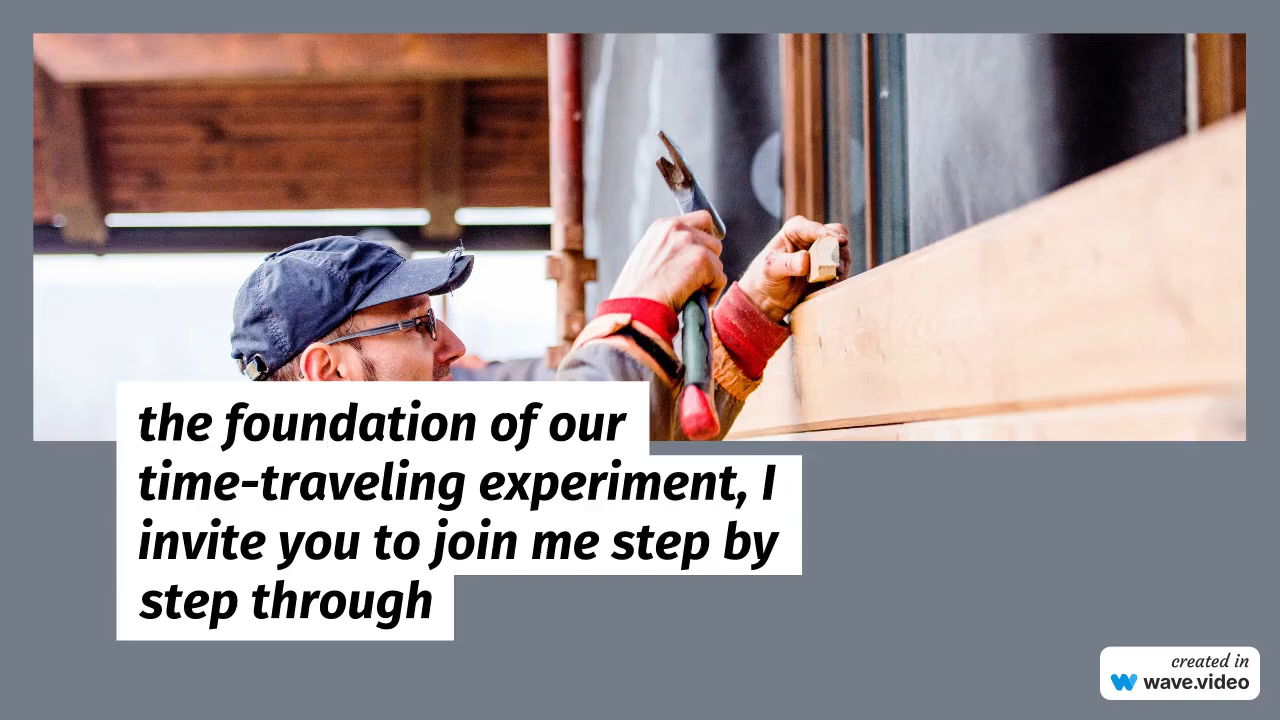 the foundation of our
time-traveling experiment, I
invite you to join me step by
step through
created in
wave.video